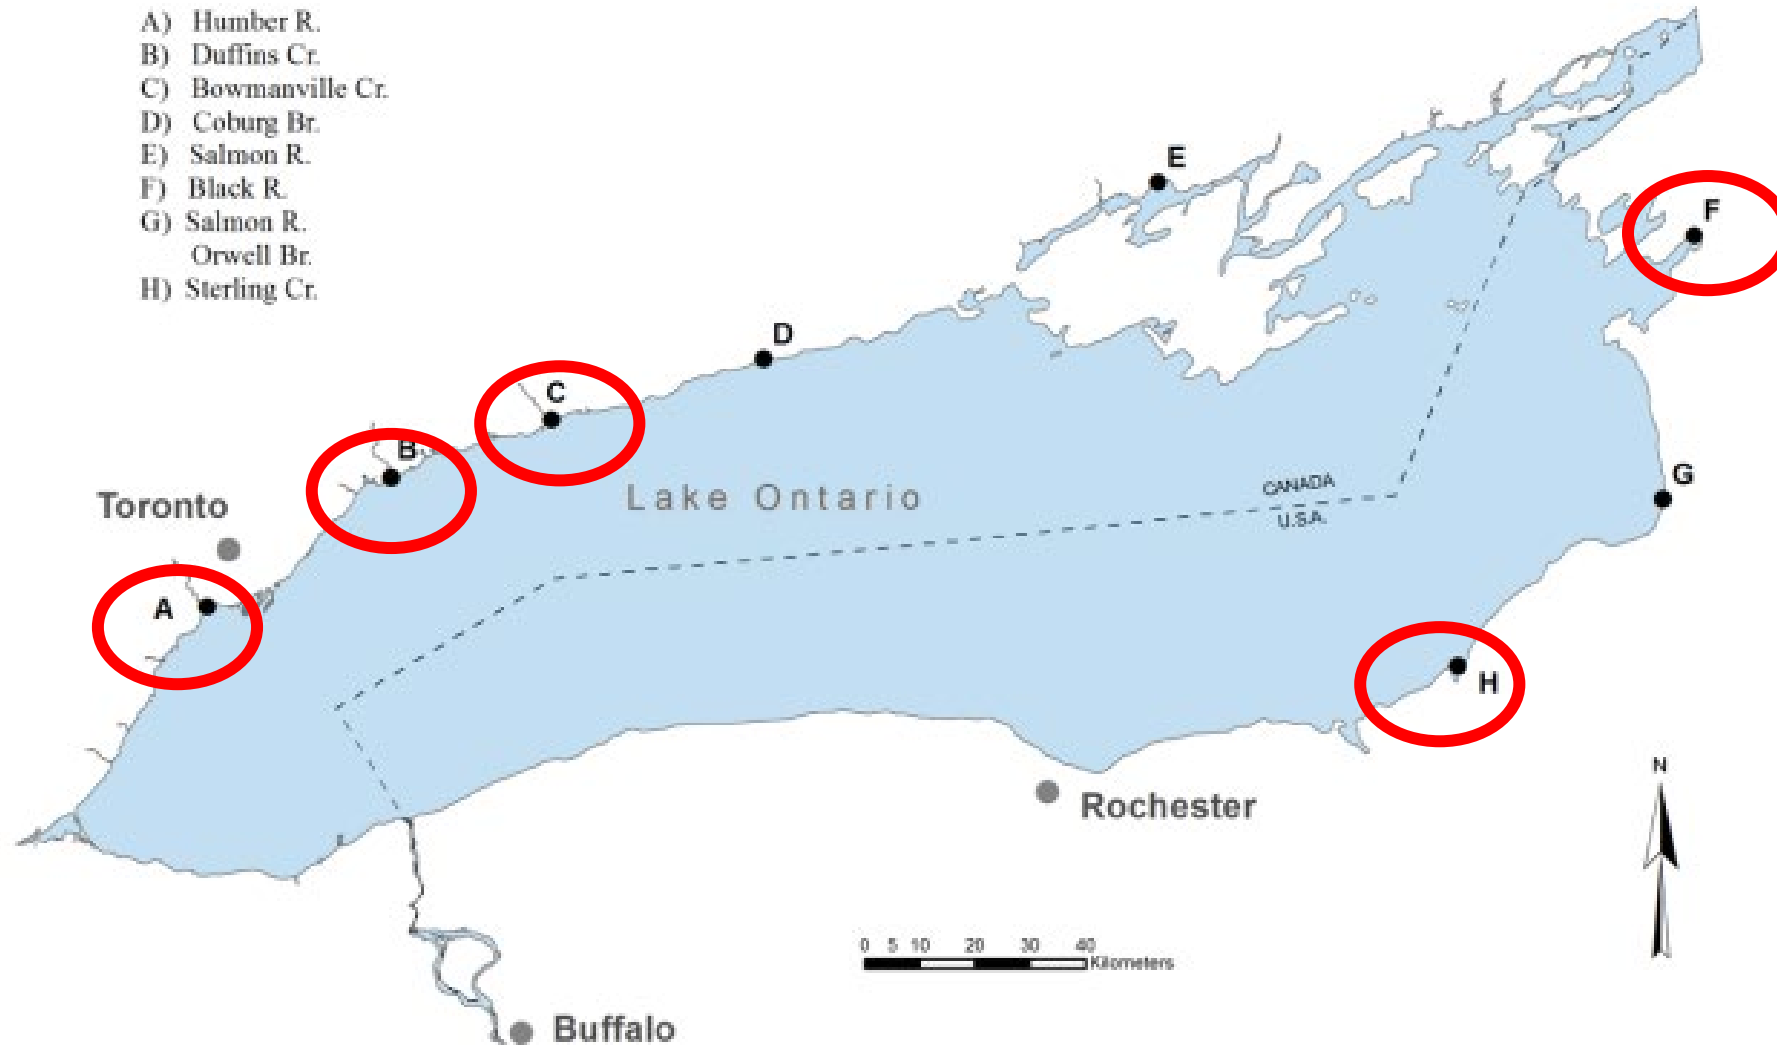 A) Humber R.
B) Duffins Cr.
C) Bowmanville Cr.
D) Coburg Br.
E) Salmon R.
F) Black R.
G) Salmon R.
Orwell Br.
H) Sterling Cr.
E
F
D
C
B
G
Lake Ontario
CANADA
U.S.A.
Toronto
A
H
N
Rochester
0 5 10 20 30 40
Kilometers
Buffalo